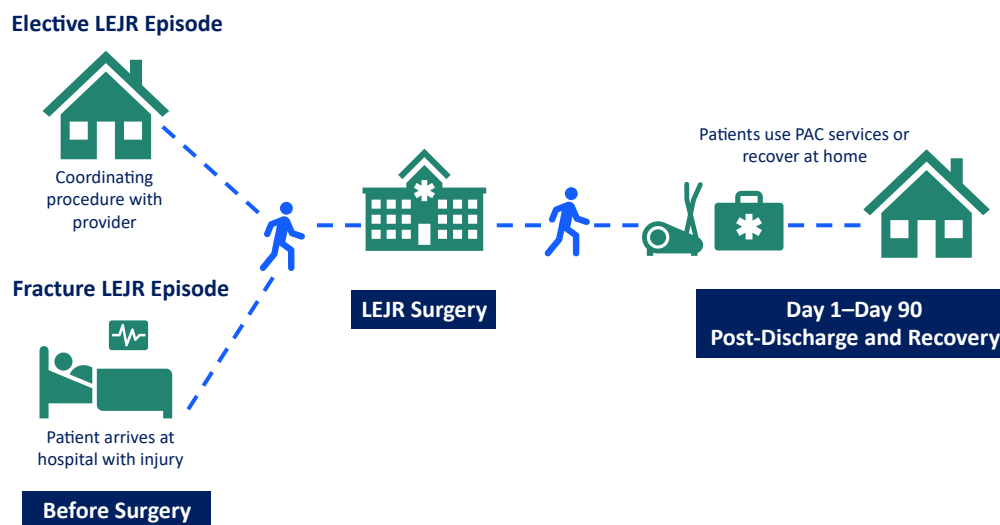 Elective LEJR Episode
Coordinating
procedure with
provider
Fracture LEJR Episode
Patient arrives at
hospital with injury
Before Surgery
LEJR Surgery
Patients use PAC services or
recover at home
Day 1–Day 90
Post-Discharge and Recovery